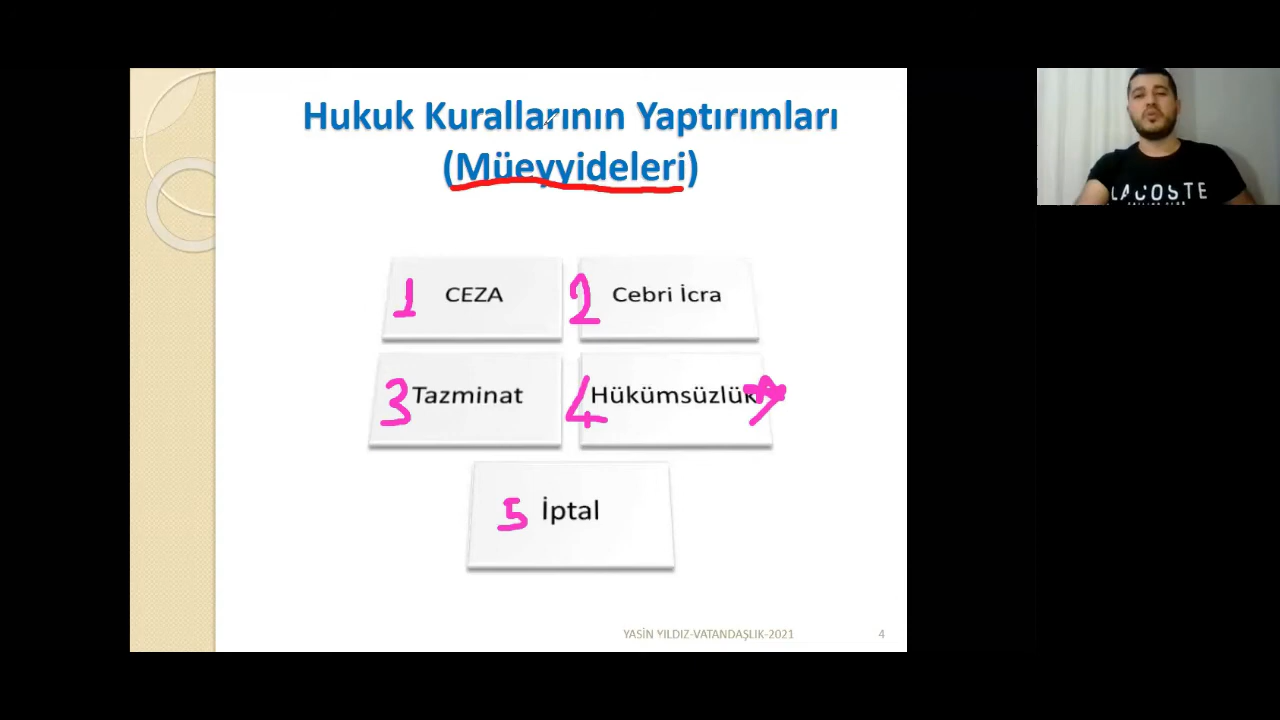 Hukuk Kurallarının Yaptırımları
(Müeyyideleri)
1 CEZA
2 Cebri İcra
3 Tazminat
4 Hükümsüzlük
5 İptal
YASİN YILDIZ-VATANDAŞLIK-2021 4
LACOSTE